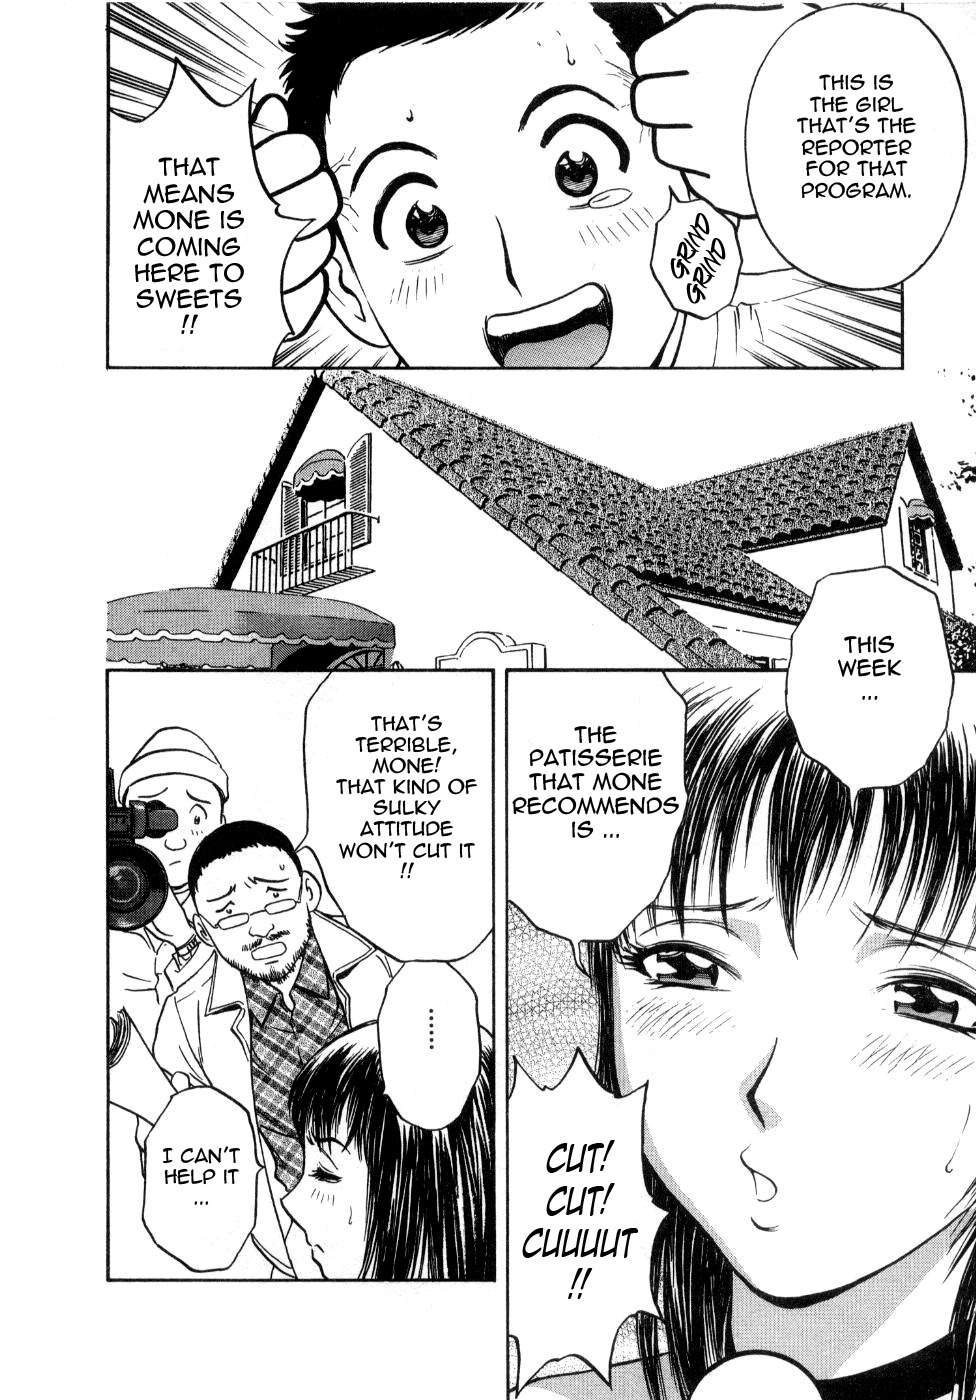 THIS IS
THE GIRL
THAT'S THE
REPORTER
FOR THAT
PROGRAM.
GRIND
GRIND
THAT
MEANS
MONE IS
COMING
HERE TO
SWEETS
!!
THIS
WEEK
...
THE
PATISSERIE
THAT MONE
RECOMMENDS
IS ...
CUT!
CUT!
CUUUUT
!!
THAT'S
TERRIBLE,
MONE!
THAT KIND OF
SULKY
ATTITUDE
WON'T CUT IT
!!
......
I CAN'T
HELP IT
...